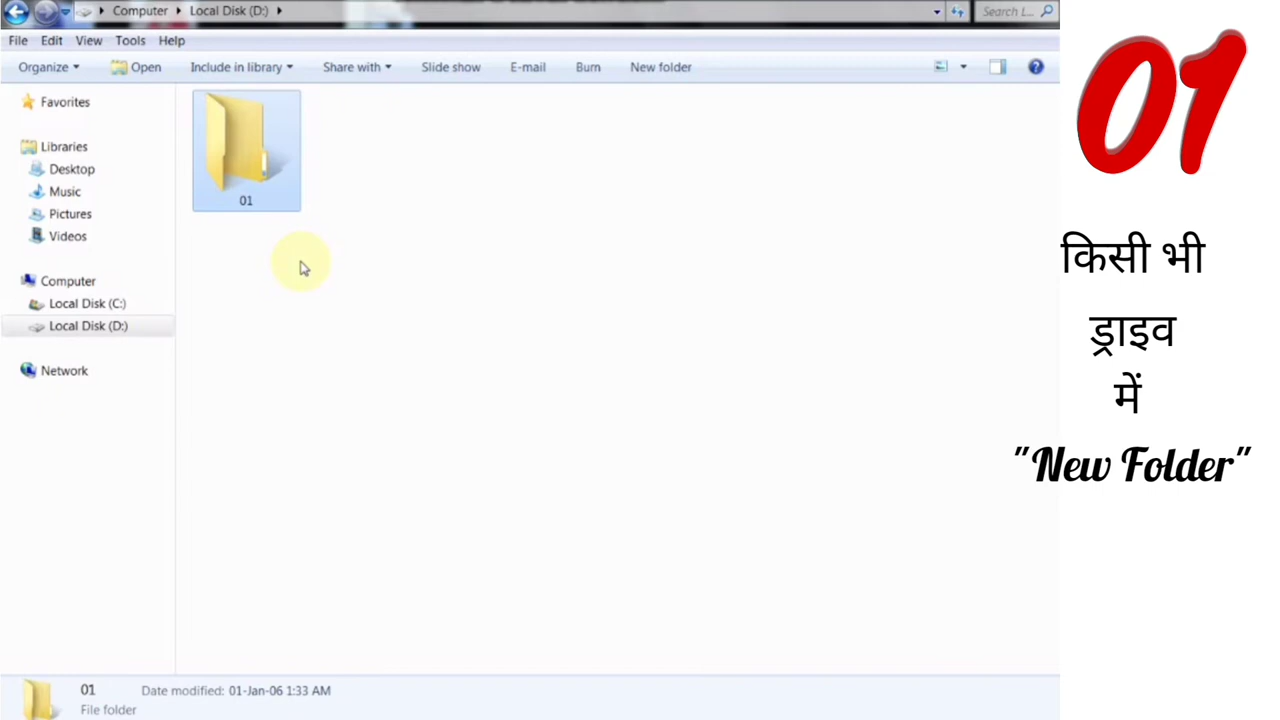 Computer Local Disk (D:) Search L...
File Edit View Tools Help
Organize Open Include in library Share with Slide show E-mail Burn New folder
Favorites
Libraries
Desktop
Music
Pictures
Videos
Computer
Local Disk (C:)
Local Disk (D:)
Network
01
01 Date modified: 01-Jan-06 1:33 AM
File folder
01
किसी भी
ड्राइव
में
"New Folder"